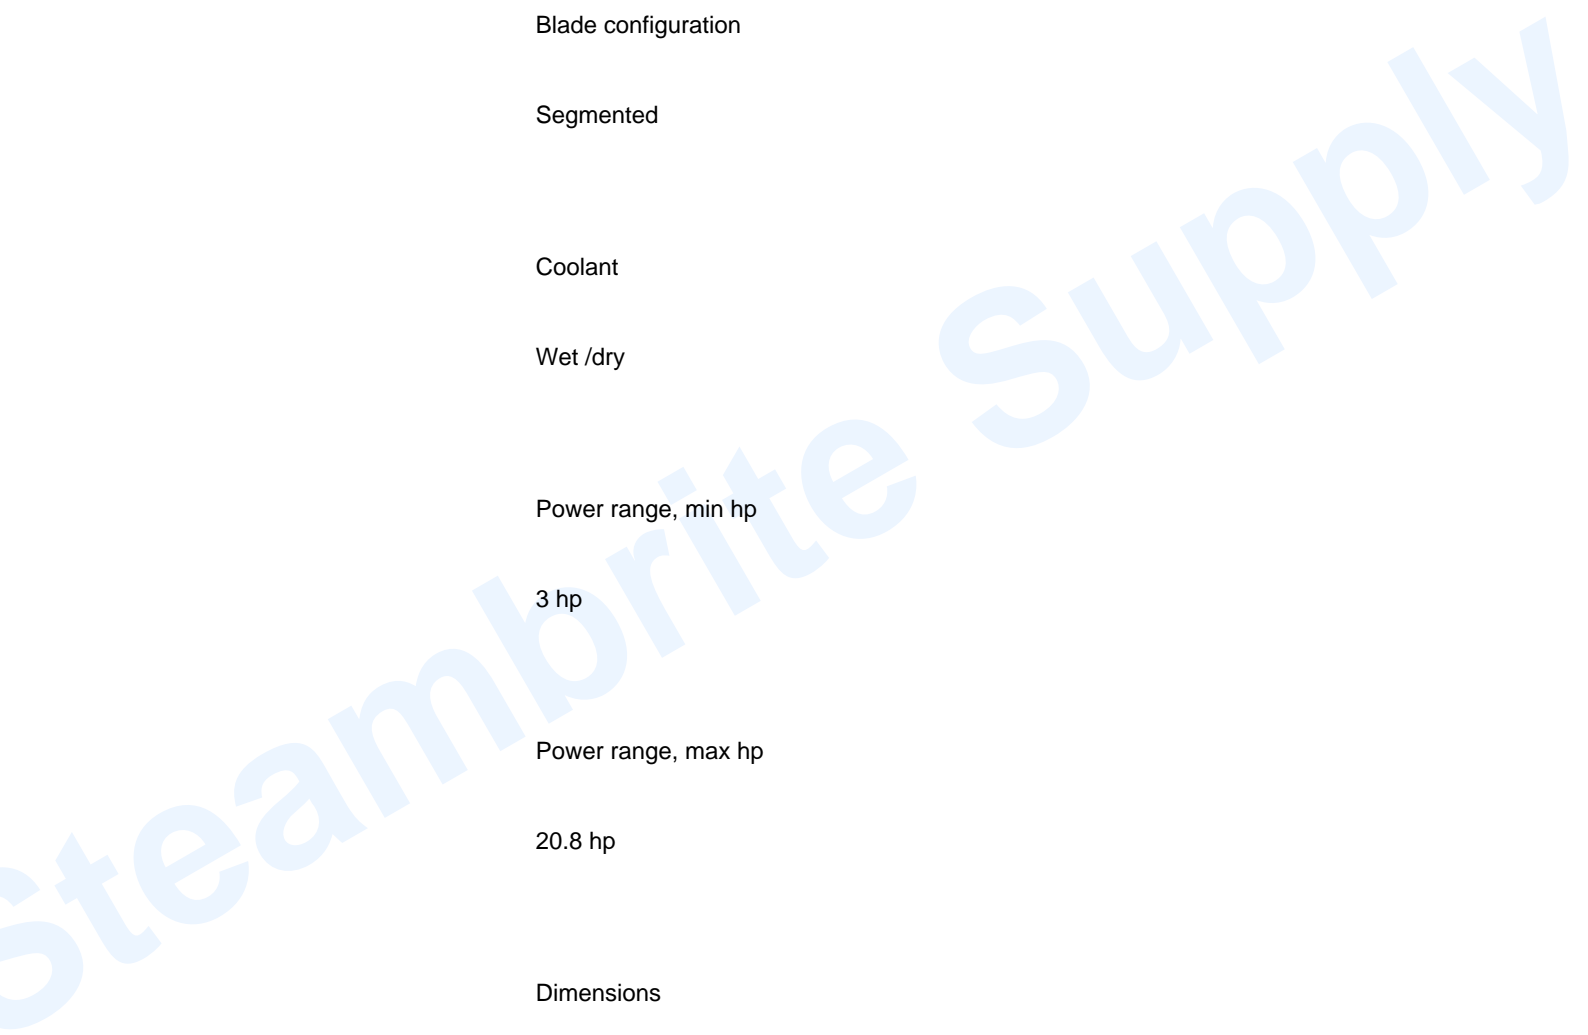 Blade configuration
Segmented
Coolant
Wet /dry
Power range, min hp
3 hp
Power range, max hp
20.8 hp
Dimensions
Steambrite Supply